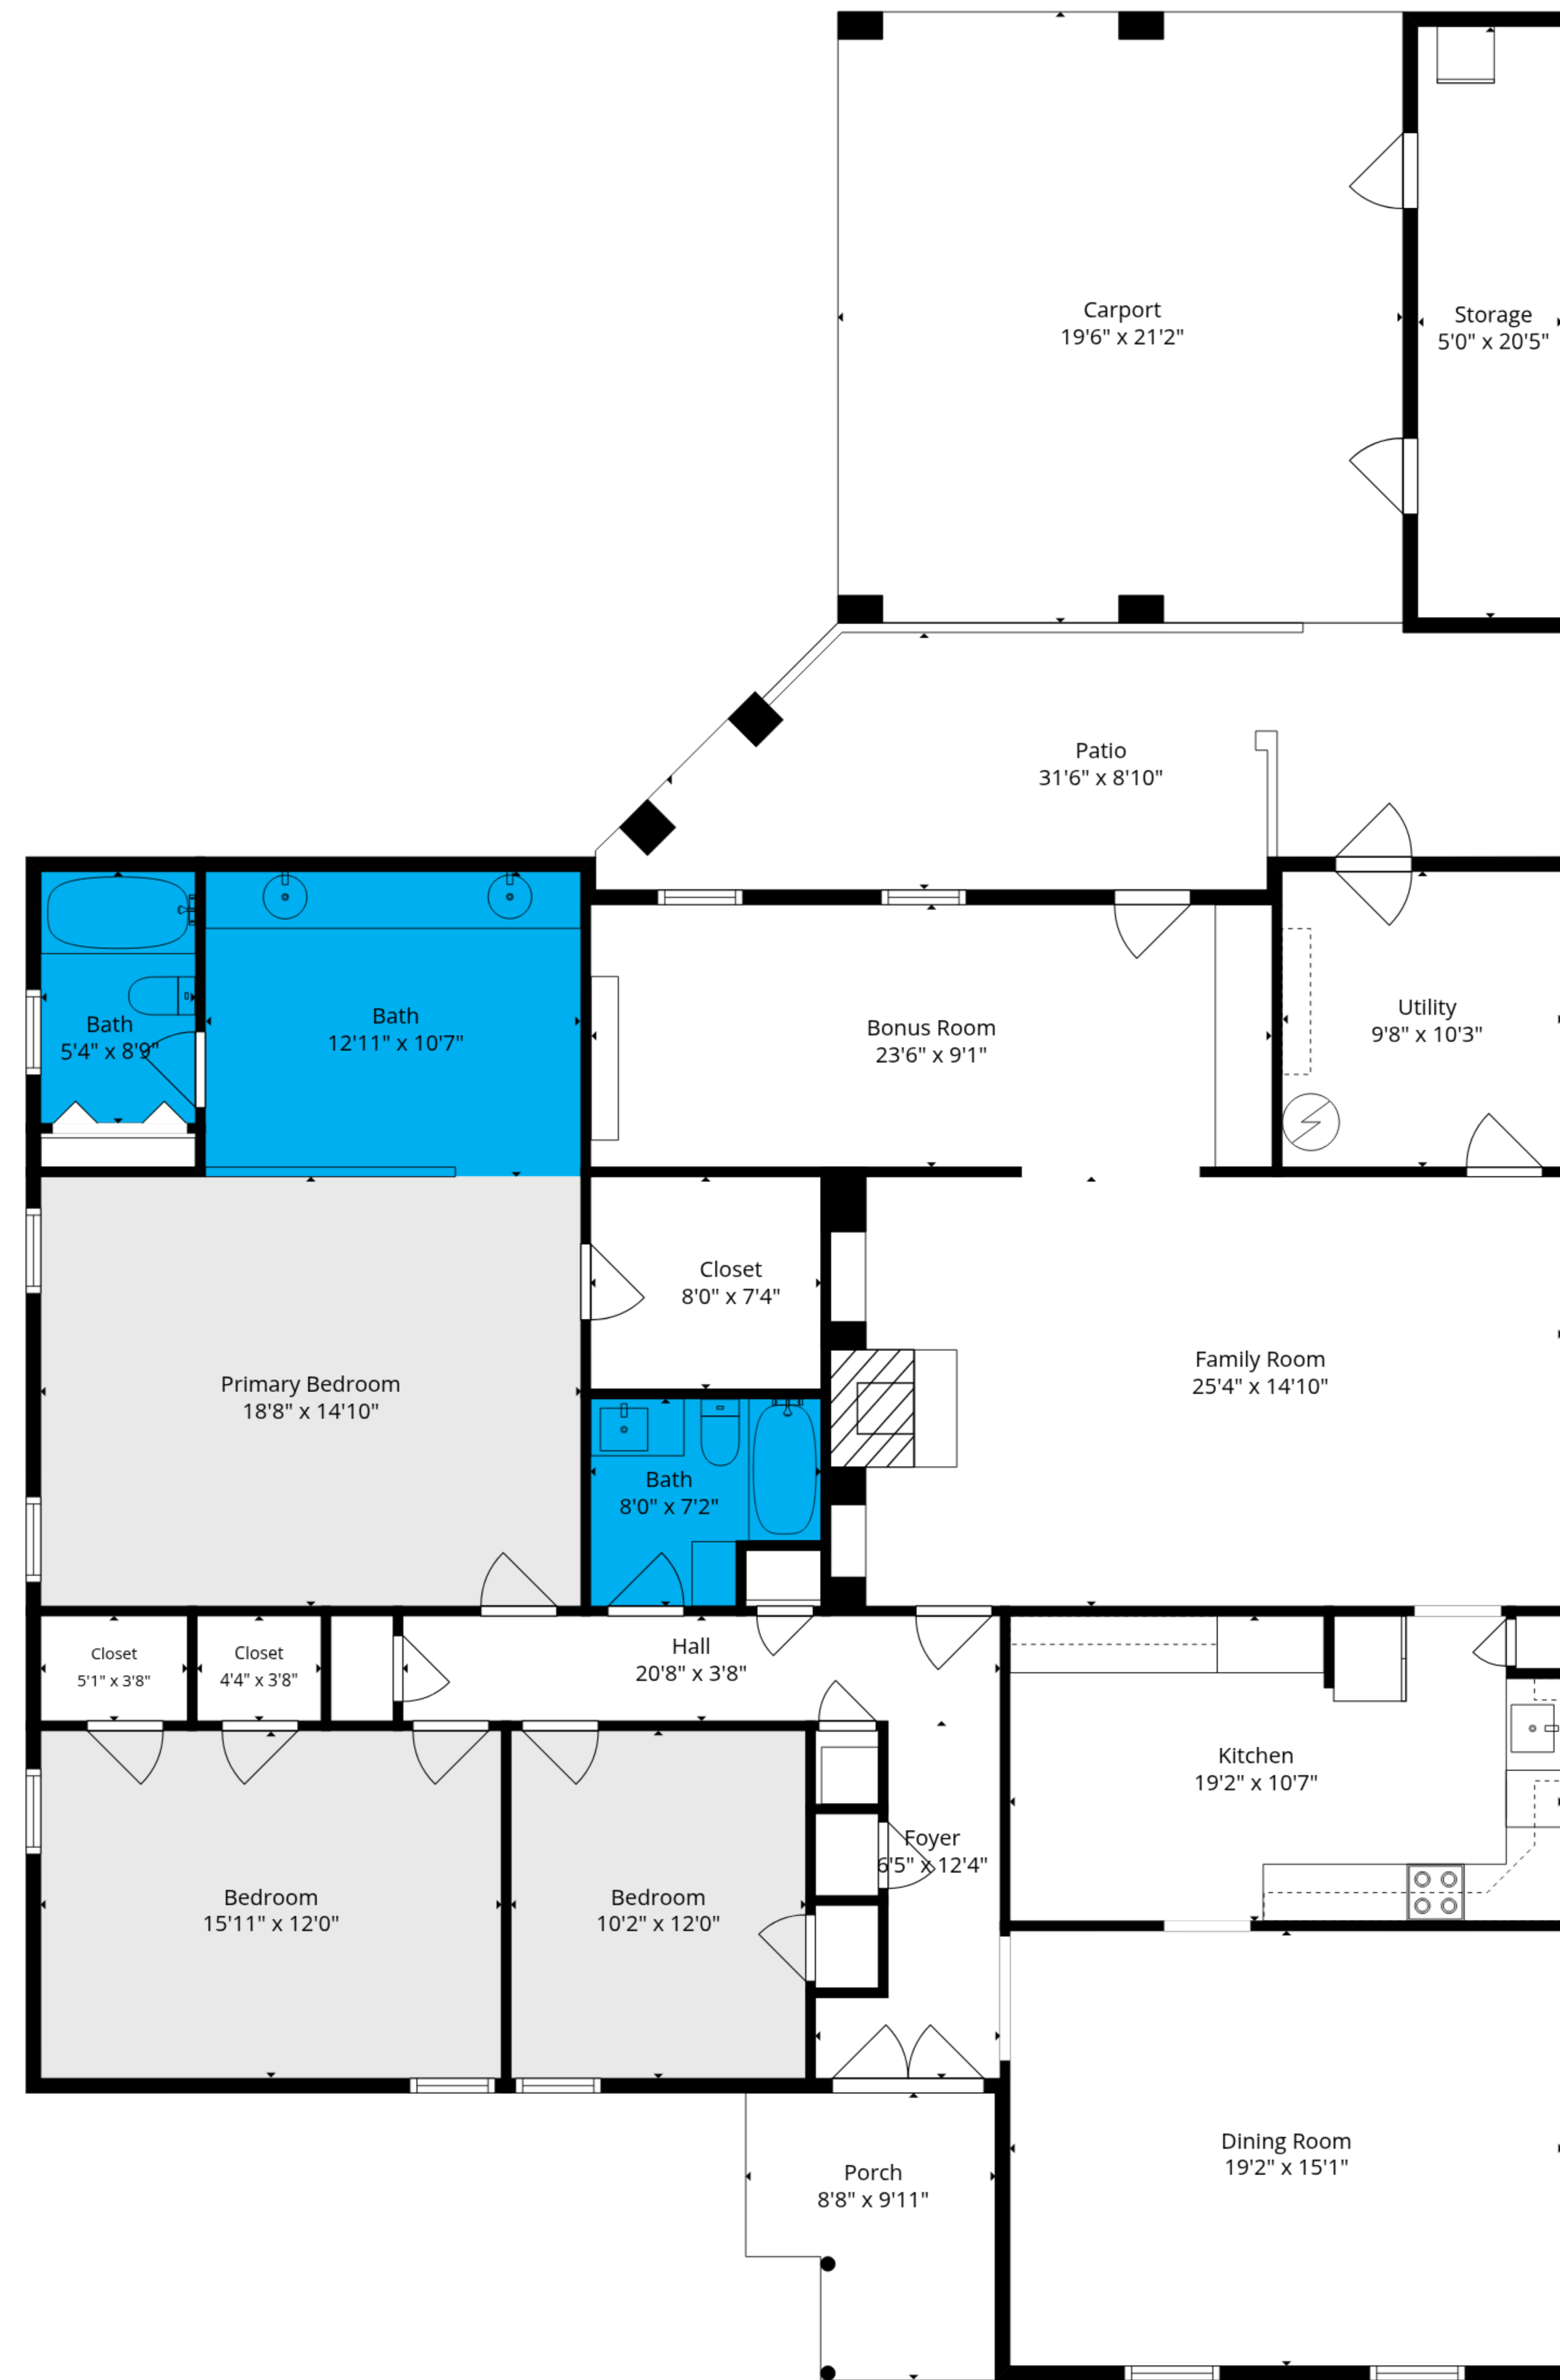 Carport
19'6" x 21'2"
Storage
5'0" x 20'5"
Patio
31'6" x 8'10"
Bath
5'4" x 8'9"
Bath
12'11" x 10'7"
Bonus Room
23'6" x 9'1"
Utility
9'8" x 10'3"
Closet
8'0" x 7'4"
Primary Bedroom
18'8" x 14'10"
Family Room
25'4" x 14'10"
Bath
8'0" x 7'2"
Closet
5'1" x 3'8"
Closet
4'4" x 3'8"
Hall
20'8" x 3'8"
Kitchen
19'2" x 10'7"
Foyer
6'5" x 12'4"
Bedroom
15'11" x 12'0"
Bedroom
10'2" x 12'0"
Dining Room
19'2" x 15'1"
Porch
8'8" x 9'11"